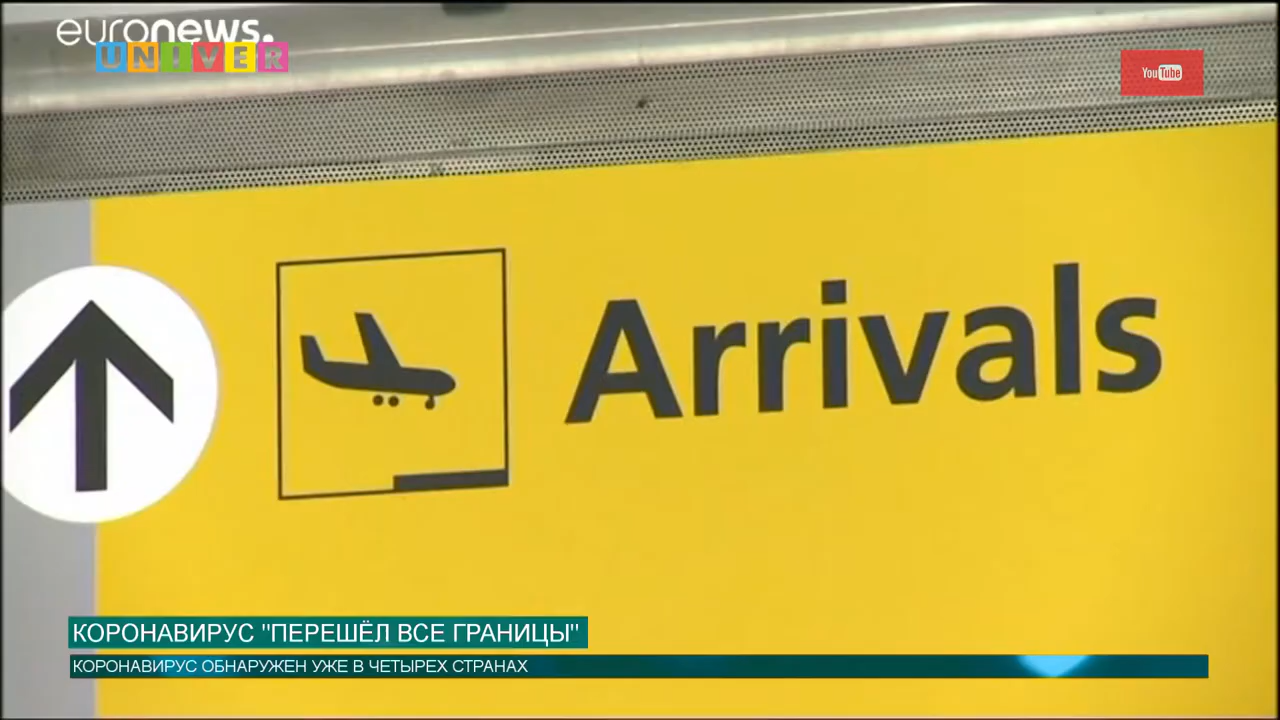 euronews.
UNIVER
YouTube
Arrivals
КОРОНАВИРУС "ПЕРЕШЁЛ ВСЕ ГРАНИЦЫ"
КОРОНАВИРУС ОБНАРУЖЕН УЖЕ В ЧЕТЫРЕХ СТРАНАХ